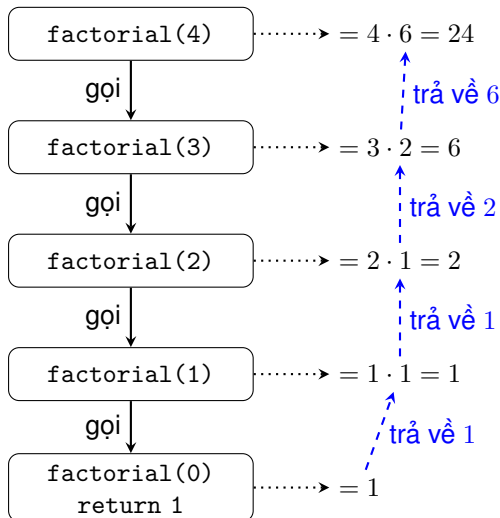 factorial(4) = 4 · 6 = 24
gọi trả về 6
factorial(3) = 3 · 2 = 6
gọi trả về 2
factorial(2) = 2 · 1 = 2
gọi trả về 1
factorial(1) = 1 · 1 = 1
gọi trả về 1
factorial(0)
return 1 = 1